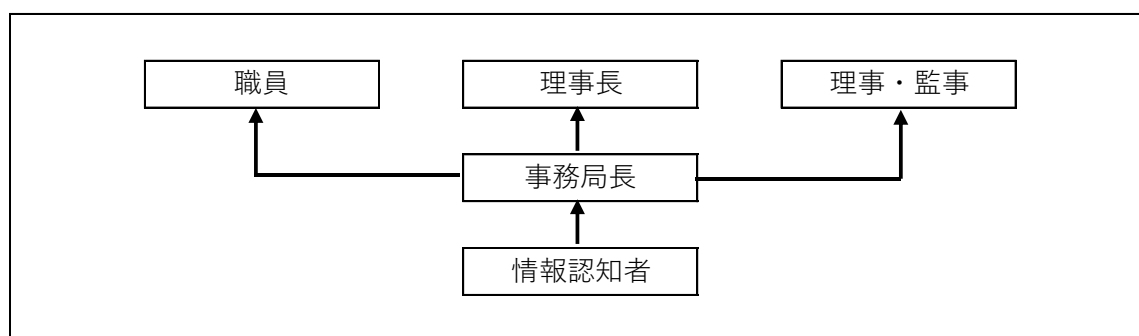 職員
理事長
理事・監事
事務局長
情報認知者